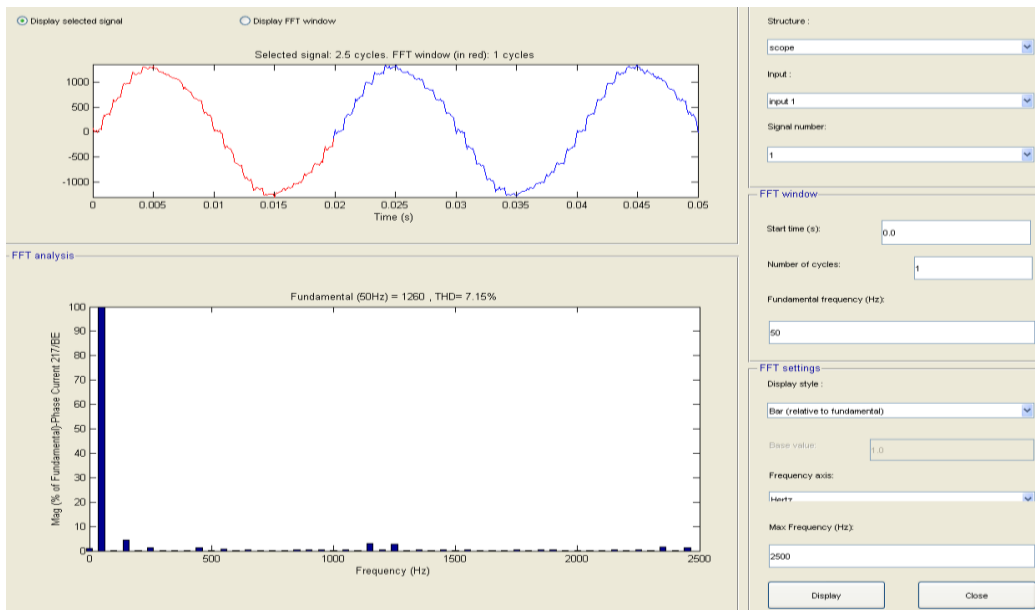 Display selected signal
Display FFT window
Selected signal: 2.5 cycles. FFT window (in red): 1 cycles
1000
500
0
-500
-1000
0 0.005 0.01 0.015 0.02 0.025 0.03 0.035 0.04 0.045 0.05
Time (s)
FFT analysis
Fundamental (50Hz) = 1260 , THD= 7.15%
Mag (% of Fundamental)-Phase Current 217/BE
100
90
80
70
60
50
40
30
20
10
0
0 500 1000 1500 2000 2500
Frequency (Hz)
Structure :
scope
Input :
input 1
Signal number:
1
FFT window
Start time (s):
0.0
Number of cycles:
1
Fundamental frequency (Hz):
50
FFT settings
Display style :
Bar (relative to fundamental)
Base value:
1.0
Frequency axis:
Hertz
Max Frequency (Hz):
2500
Display
Close